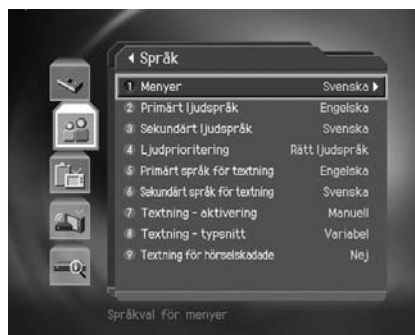 Språk
1 Menyer Svenska
2 Primärt ljudspråk Engelska
3 Sekundärt ljudspråk Svenska
4 Ljudprioritering Rätt ljudspråk
5 Primärt språk för textning Engelska
6 Sekundärt språk för textning Svenska
7 Textning - aktivering Manuell
8 Textning - typsnitt Variabel
9 Textning för hörselskadade Nej
Språkval för menyer